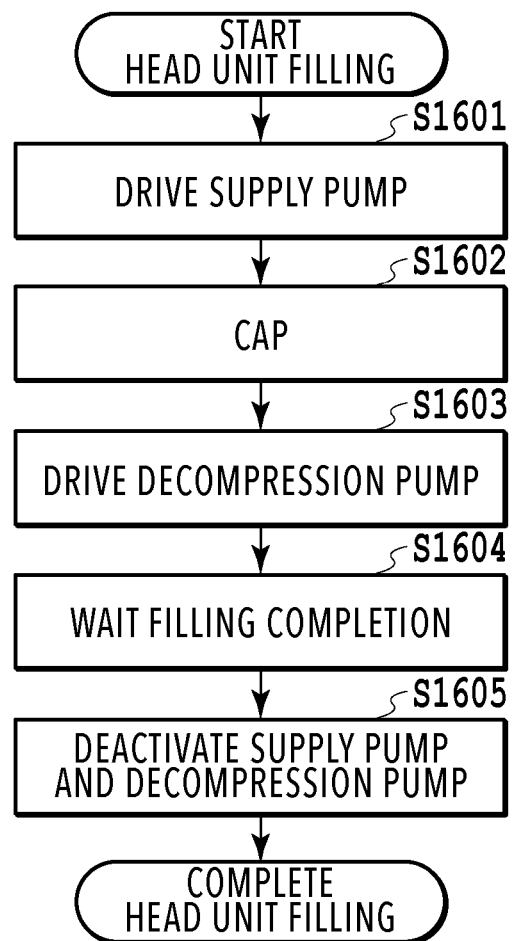 START
HEAD UNIT FILLING
S1601
DRIVE SUPPLY PUMP
S1602
CAP
S1603
DRIVE DECOMPRESSION PUMP
S1604
WAIT FILLING COMPLETION
S1605
DEACTIVATE SUPPLY PUMP
AND DECOMPRESSION PUMP
COMPLETE
HEAD UNIT FILLING